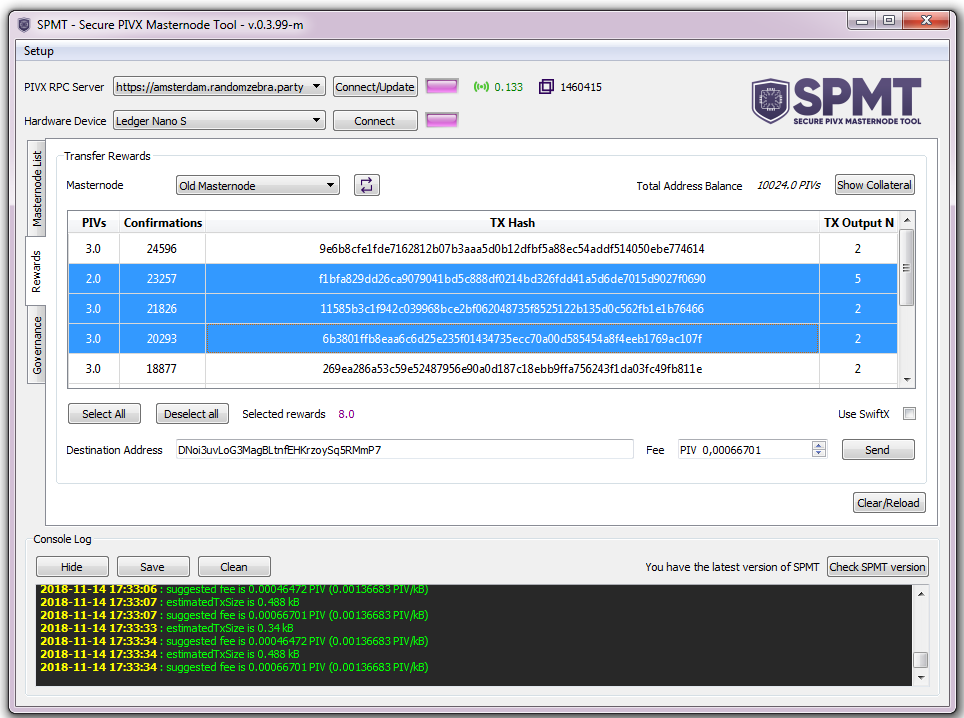 SPMT - Secure PIVX Masternode Tool - v.0.3.99-m
Setup
PIVX RPC Server https://amsterdam.randomzebra.party Connect/Update 0.133 1460415
SPMT
SECURE PIVX MASTERNODE TOOL
Hardware Device Ledger Nano S Connect
Masternode List
Rewards
Governance
Transfer Rewards
Masternode Old Masternode Total Address Balance 10024.0 PIVs Show Collateral
PIVs Confirmations TX Hash TX Output N
3.0 24596 9e6b8cfe1fde7162812b07b3aaa5d0b12dfbf5a88ec54addf514050ebe774614 2
2.0 23257 f1bfa829dd26ca9079041bd5c888df0214bd326fdd41a5d6de7015d9027f0690 5
3.0 21826 11585b3c1f942c039968bce2bf062048735f8525122b135d0c562fb1e1b76466 2
3.0 20293 6b3801ffb8eaa6c6d25e235f01434735ecc70a00d585454a8f4eeb1769ac107f 2
3.0 18877 269ea286a53c59e52487956e90a0d187c18ebb9ffa756243f1da03fc49fb811e 2
Select All Deselect all Selected rewards 8.0 Use SwiftX
Destination Address DNoi3uvLoG3MagBLtnfEHKrzoySq5RMmP7 Fee PIV 0,00066701 Send
Clear/Reload
Console Log
Hide Save Clean You have the latest version of SPMT Check SPMT version
2018-11-14 17:33:06 : suggested fee is 0.00046472 PIV (0.00136683 PIV/kB)
2018-11-14 17:33:07 : estimatedTxSize is 0.488 kB
2018-11-14 17:33:07 : suggested fee is 0.00066701 PIV (0.00136683 PIV/kB)
2018-11-14 17:33:33 : estimatedTxSize is 0.34 kB
2018-11-14 17:33:34 : suggested fee is 0.00046472 PIV (0.00136683 PIV/kB)
2018-11-14 17:33:34 : estimatedTxSize is 0.488 kB
2018-11-14 17:33:34 : suggested fee is 0.00066701 PIV (0.00136683 PIV/kB)